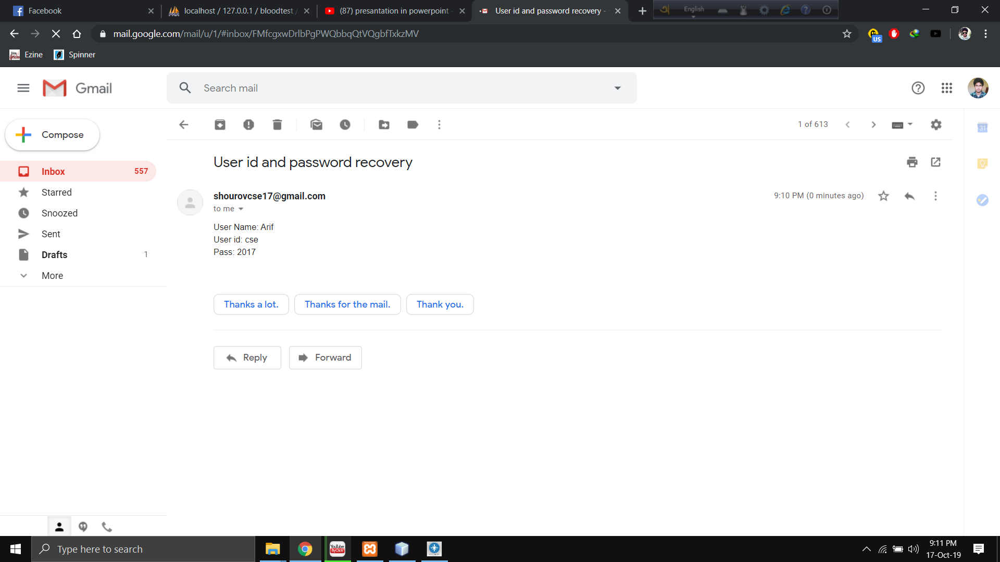 Facebook
localhost / 127.0.0.1 / bloodtest /
(87) presantation in powerpoint -
User id and password recovery -
English
mail.google.com/mail/u/1/#inbox/FMfcgxwDrlbPgPWQbbqQtVQgbfTxkzMV
US
Ezine
Spinner
Gmail
Search mail
Compose
1 of 613
31
User id and password recovery
Inbox 557
Starred
Snoozed
Sent
Drafts 1
More
shourovcse17@gmail.com
9:10 PM (0 minutes ago)
to me
User Name: Arif
User id: cse
Pass: 2017
Thanks a lot.
Thanks for the mail.
Thank you.
Reply
Forward
Type here to search
YouTube
ByClick
9:11 PM
17-Oct-19